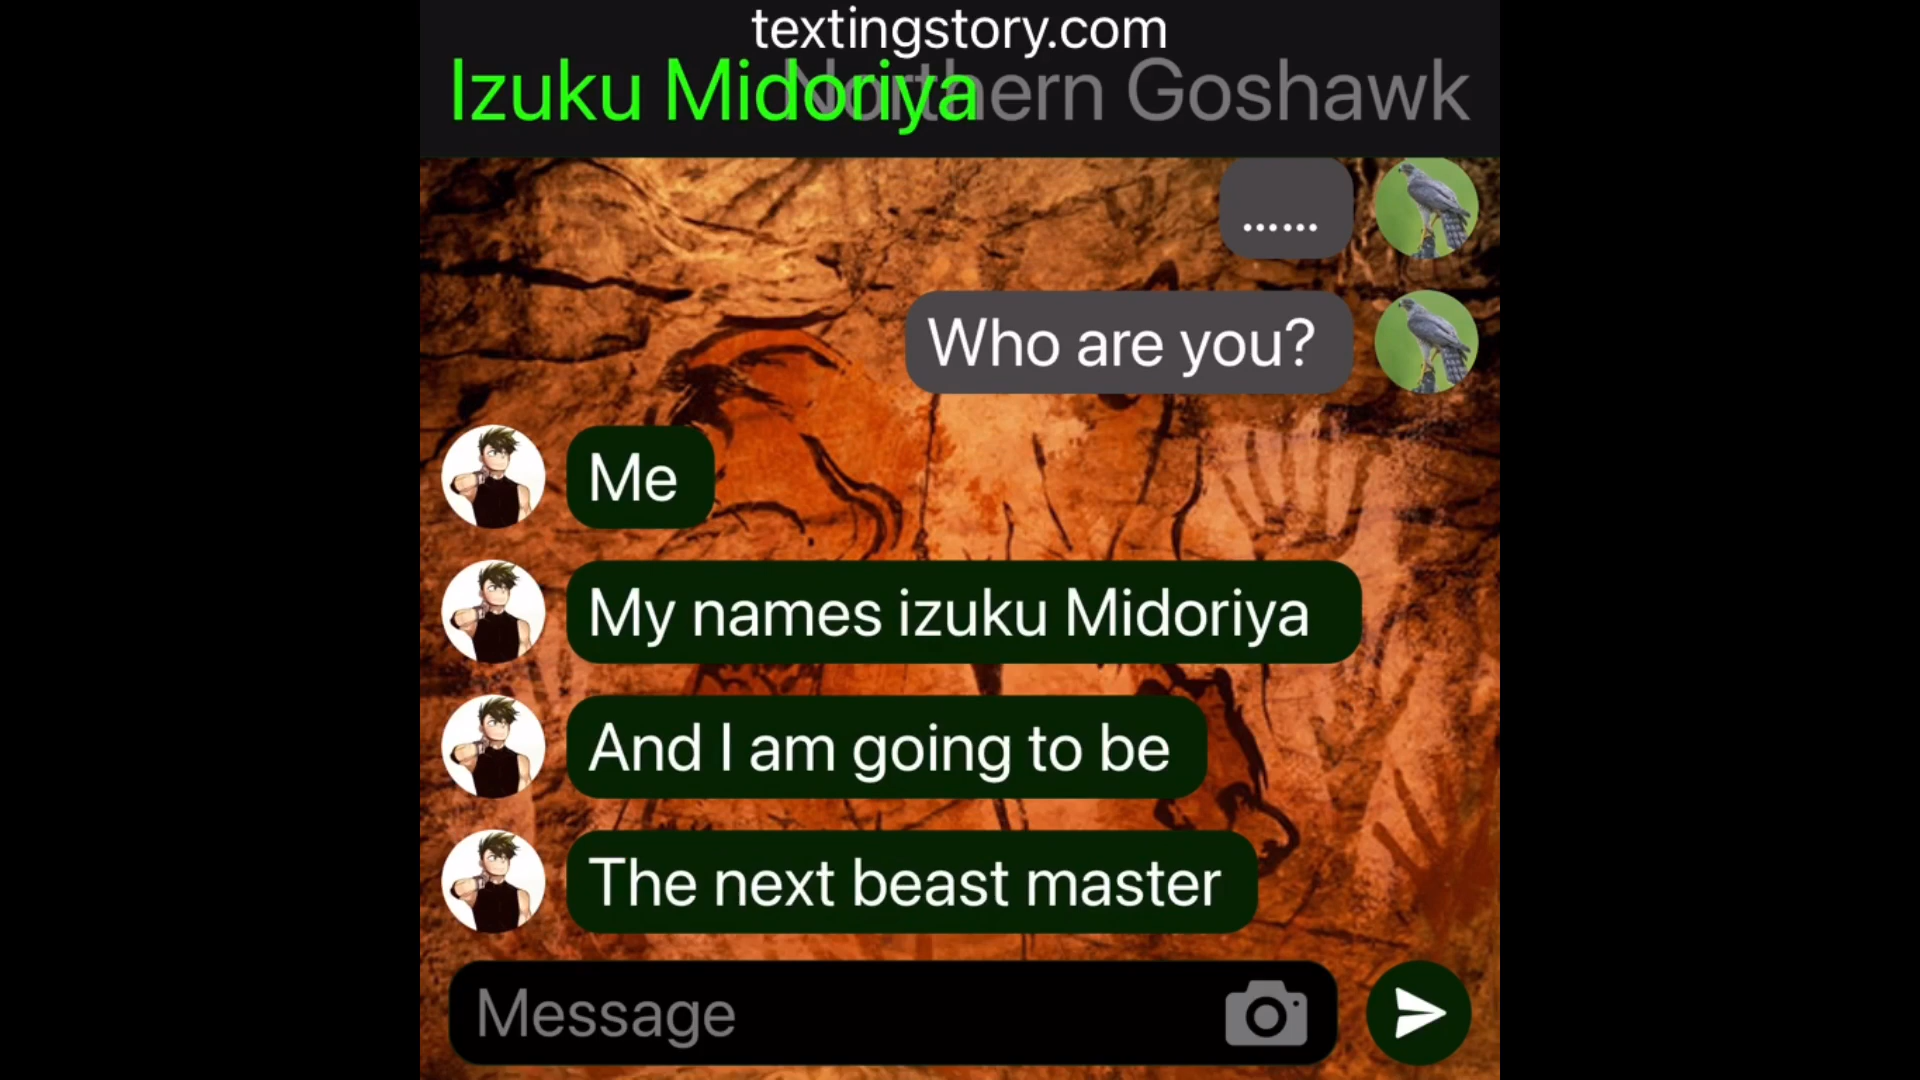 textingstory.com
Izuku Midoriya
Northern Goshawk
......
Who are you?
Me
My names izuku Midoriya
And I am going to be
The next beast master
Message